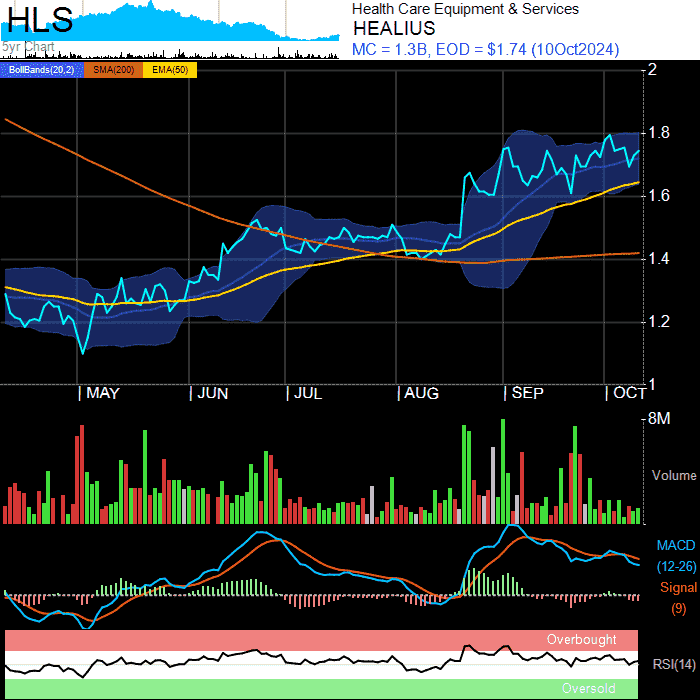 HLS
5yr Chart
Health Care Equipment & Services
HEALIUS
MC = 1.3B, EOD = $1.74 (10Oct2024)
BollBands(20,2) SMA(200) EMA(50)
2
1.8
1.6
1.4
1.2
1
| MAY | JUN | JUL | AUG | SEP | OCT
8M
Volume
MACD
(12-26)
Signal
(9)
Overbought
RSI(14)
Oversold